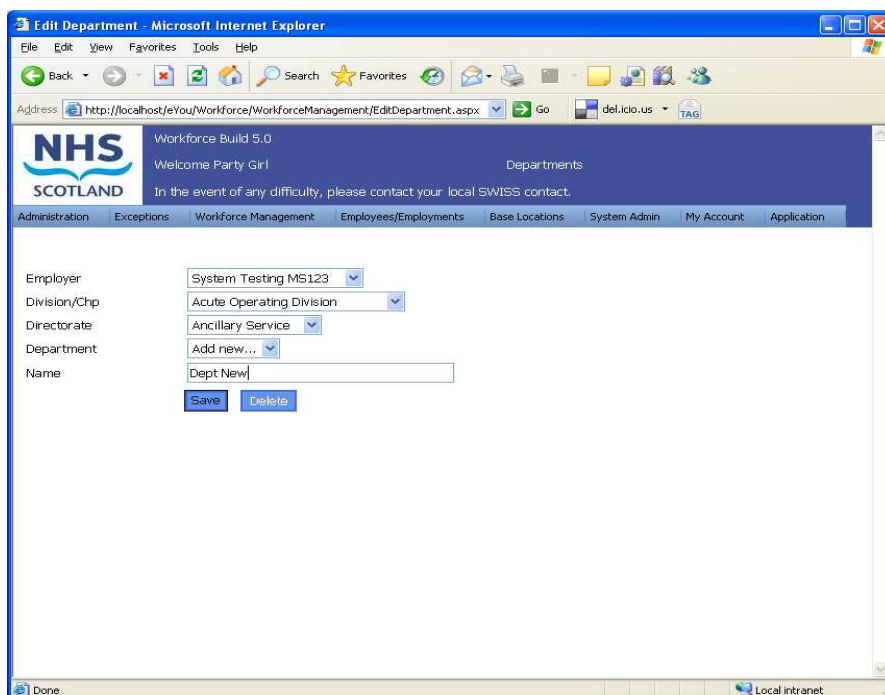 Edit Department - Microsoft Internet Explorer
File Edit View Favorites Tools Help
Back Search Favorites
Address http://localhost/eYou/Workforce/WorkforceManagement/EditDepartment.aspx Go del.icio.us TAG
NHS
SCOTLAND
Workforce Build 5.0
Welcome Party Girl Departments
In the event of any difficulty, please contact your local SWISS contact.
Administration Exceptions Workforce Management Employees/Employments Base Locations System Admin My Account Application
Employer System Testing MS123
Division/Chp Acute Operating Division
Directorate Ancillary Service
Department Add new...
Name Dept New
Save Delete
Done Local intranet